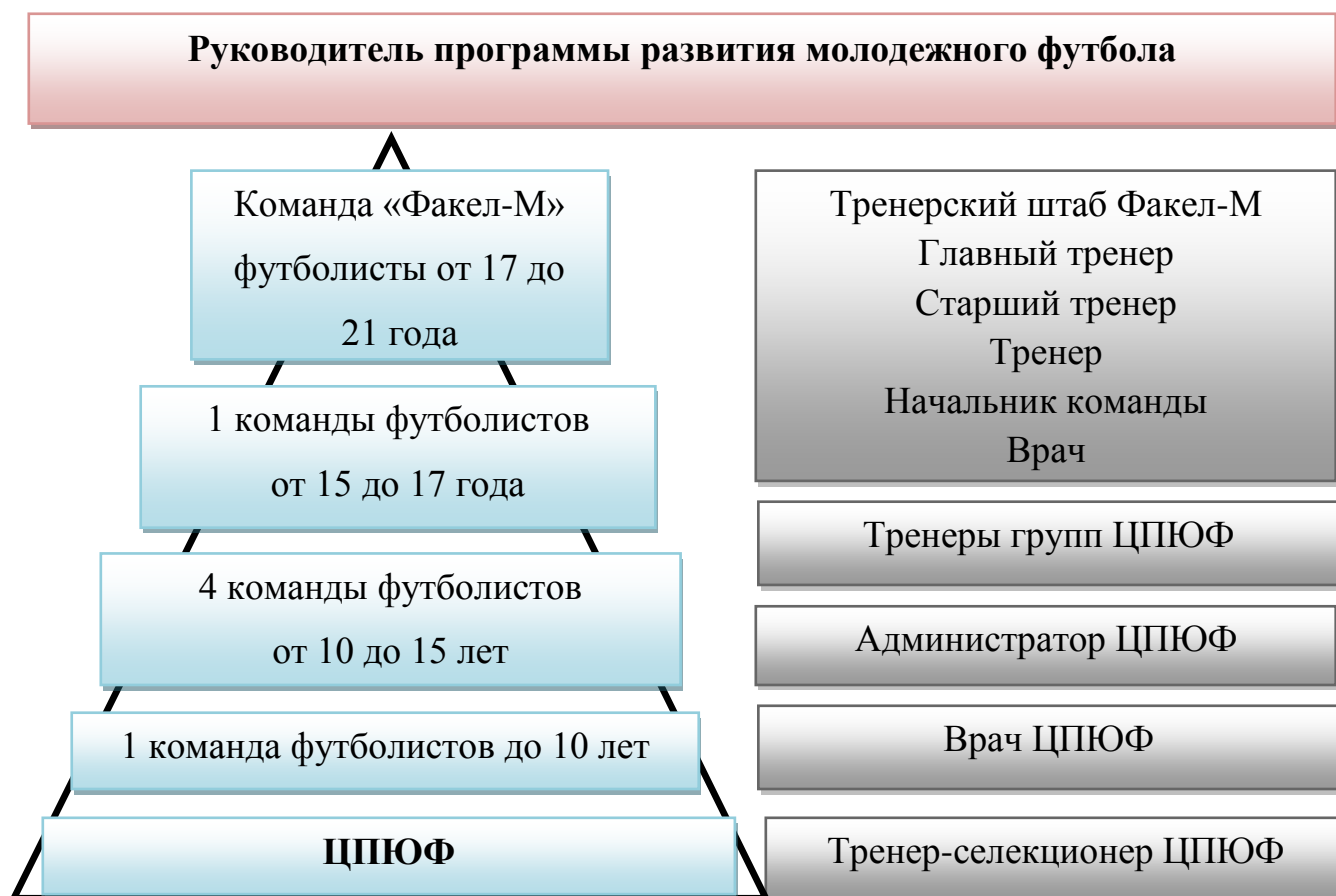 Руководитель программы развития молодежного футбола
Команда «Факел-М»
футболисты от 17 до
21 года
1 команды футболистов
от 15 до 17 года
4 команды футболистов
от 10 до 15 лет
1 команда футболистов до 10 лет
ЦПЮФ
Тренерский штаб Факел-М
Главный тренер
Старший тренер
Тренер
Начальник команды
Врач
Тренеры групп ЦПЮФ
Администратор ЦПЮФ
Врач ЦПЮФ
Тренер-селекционер ЦПЮФ